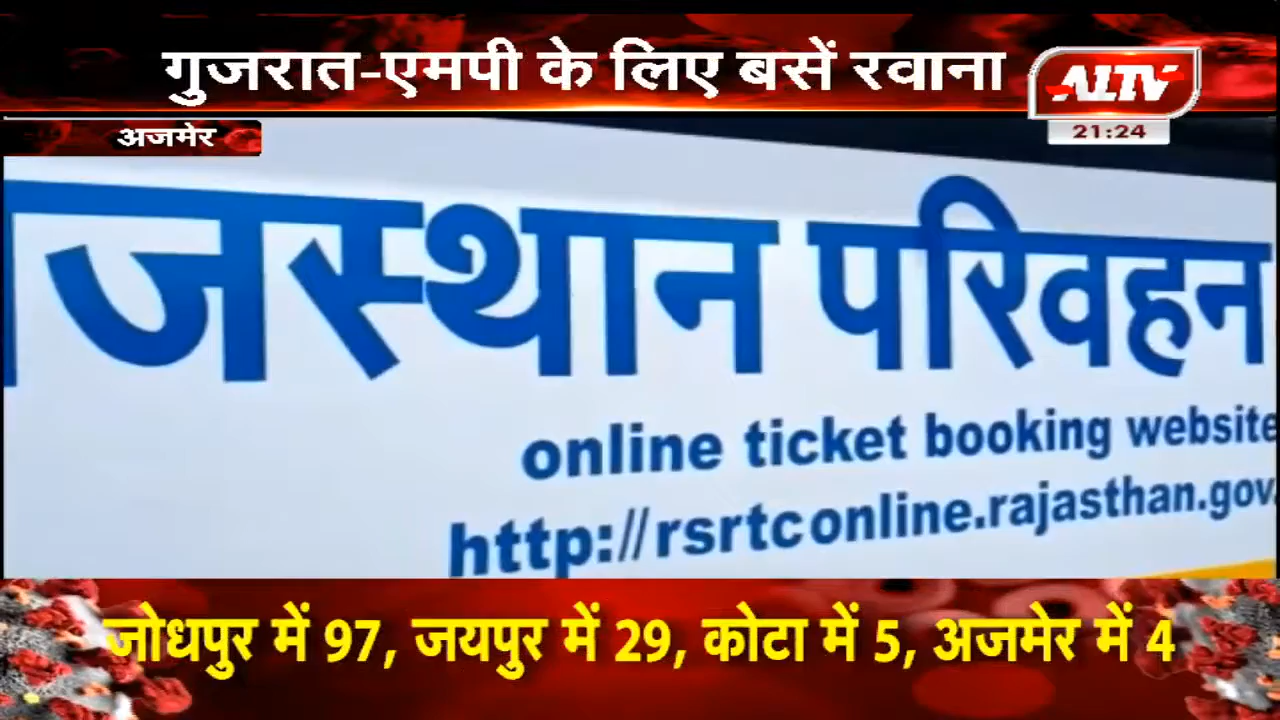 गुजरात-एमपी के लिए बसें रवाना
ALTV
21:24
अजमेर
ाजस्थान परिवहन
online ticket booking website
http://rsrtconline.rajasthan.gov.
जोधपुर में 97, जयपुर में 29, कोटा में 5, अजमेर में 4